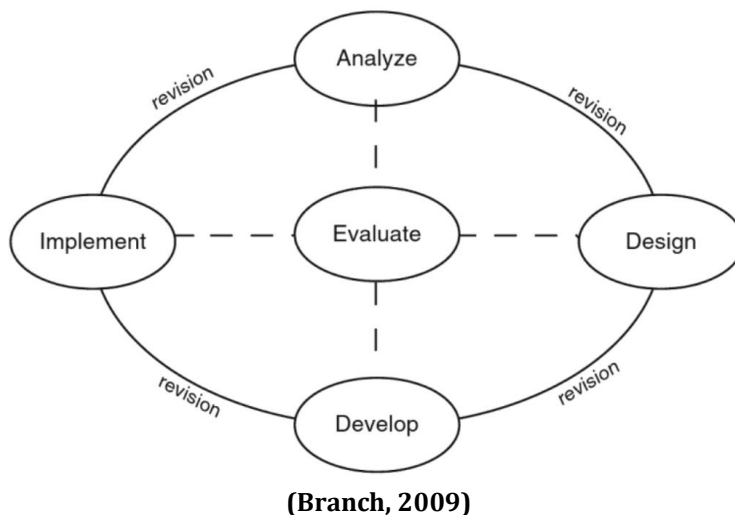 Analyze
revision
revision
Implement
Evaluate
Design
revision
revision
Develop
(Branch, 2009)